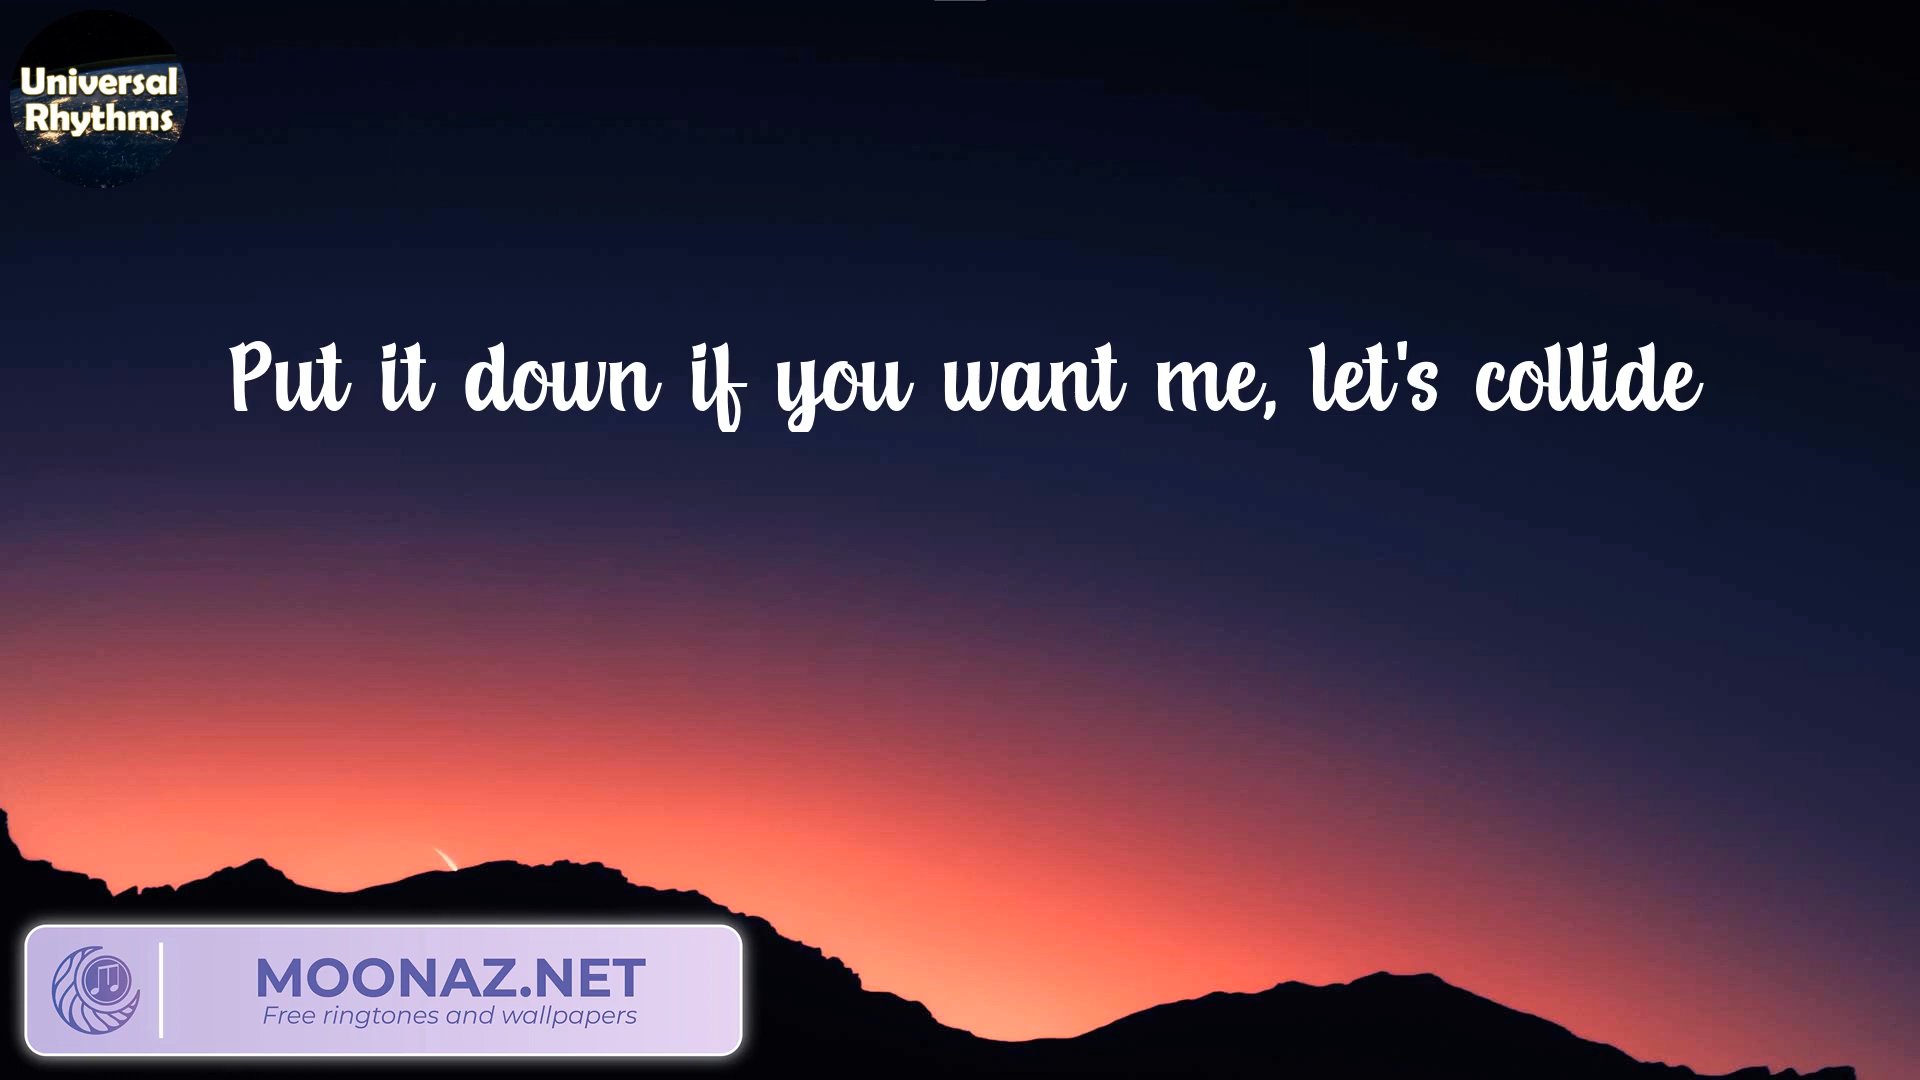 Universal
Rhythms
Put it down if you want me, let's collide
MOONAZ.NET
Free ringtones and wallpapers